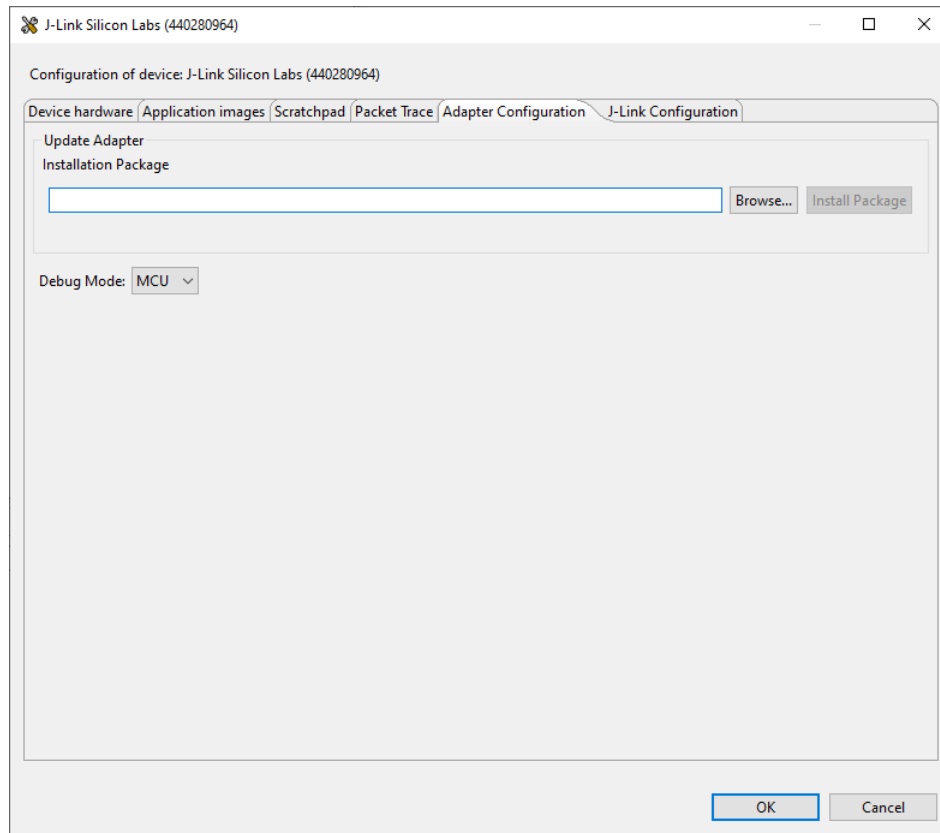 J-Link Silicon Labs (440280964)
Configuration of device: J-Link Silicon Labs (440280964)
Device hardware Application images Scratchpad Packet Trace Adapter Configuration J-Link Configuration
Update Adapter
Installation Package
Browse... Install Package
Debug Mode: MCU
OK Cancel